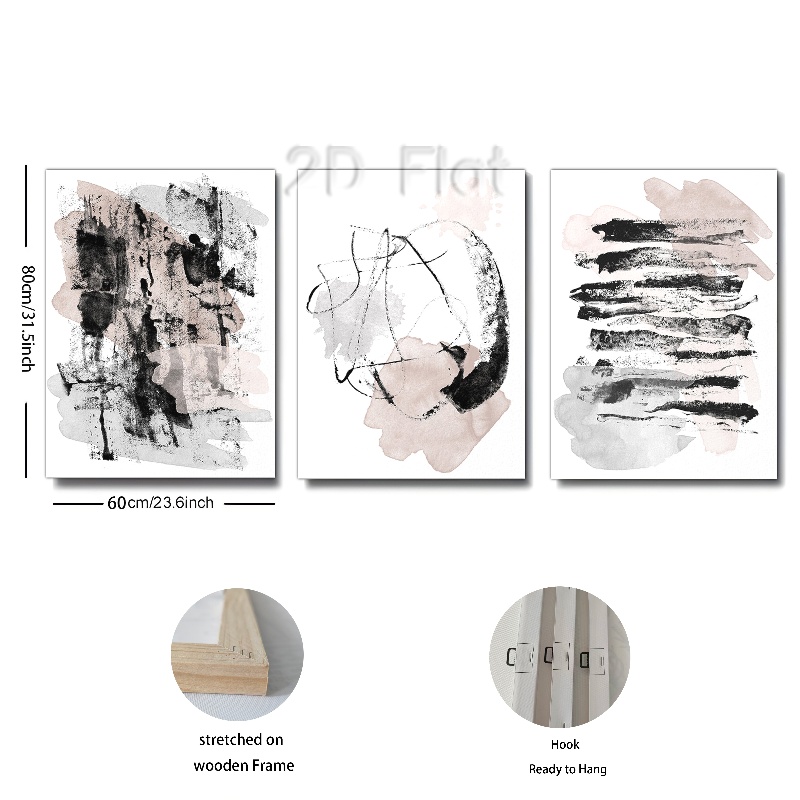 2D Flat
80cm/31.5inch
60cm/23.6inch
stretched on
wooden Frame
Hook
Ready to Hang